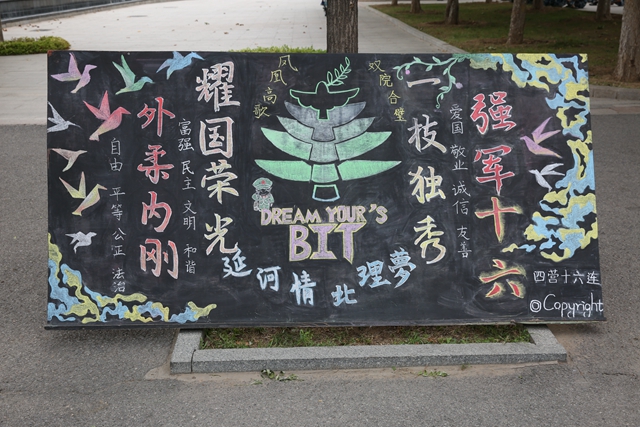 强军十六
爱国 敬业 诚信 友善
一枝独秀
双院合璧
凤凰高歌
耀国荣光
富强 民主 文明 和谐
外柔内刚
自由 平等 公正 法治
DREAM YOUR'S
BIT
延河情北理夢
四营十六连
©Copyright